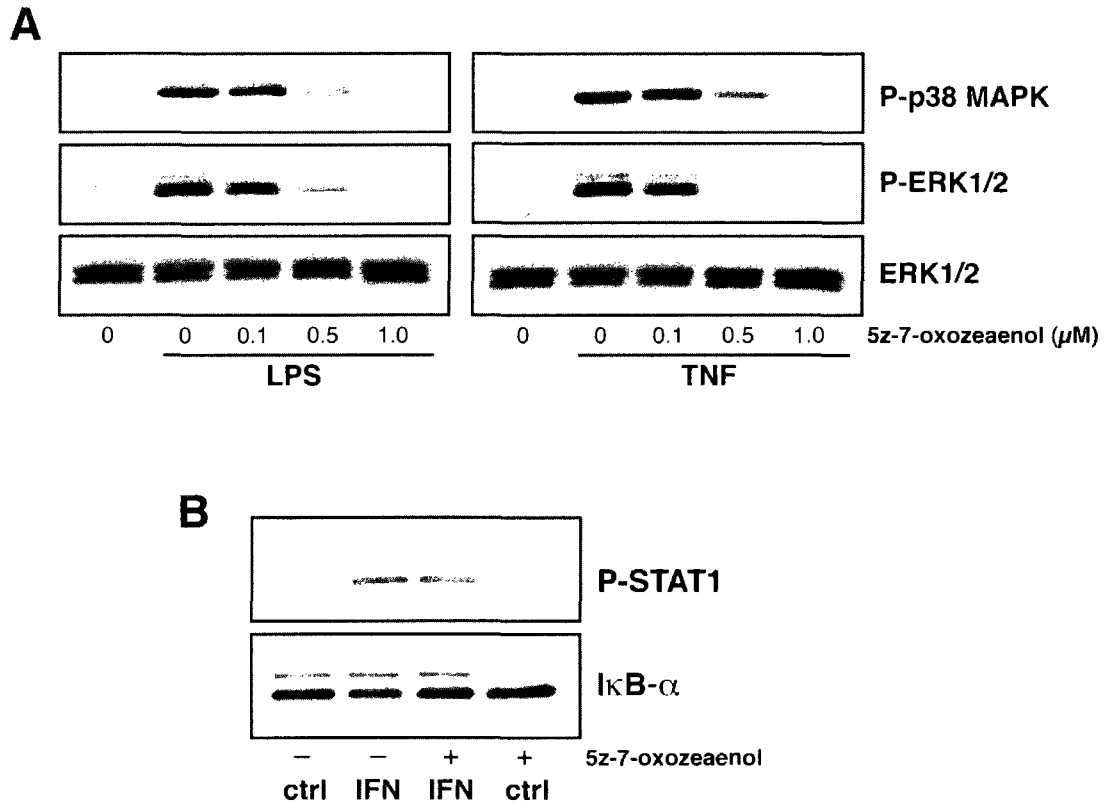 A
P-p38 MAPK
P-ERK1/2
ERK1/2
0 0 0.1 0.5 1.0 0 0 0.1 0.5 1.0 5z-7-oxozeaenol (µM)
LPS TNF
B
P-STAT1
IκB-α
− − + + 5z-7-oxozeaenol
ctrl IFN IFN ctrl